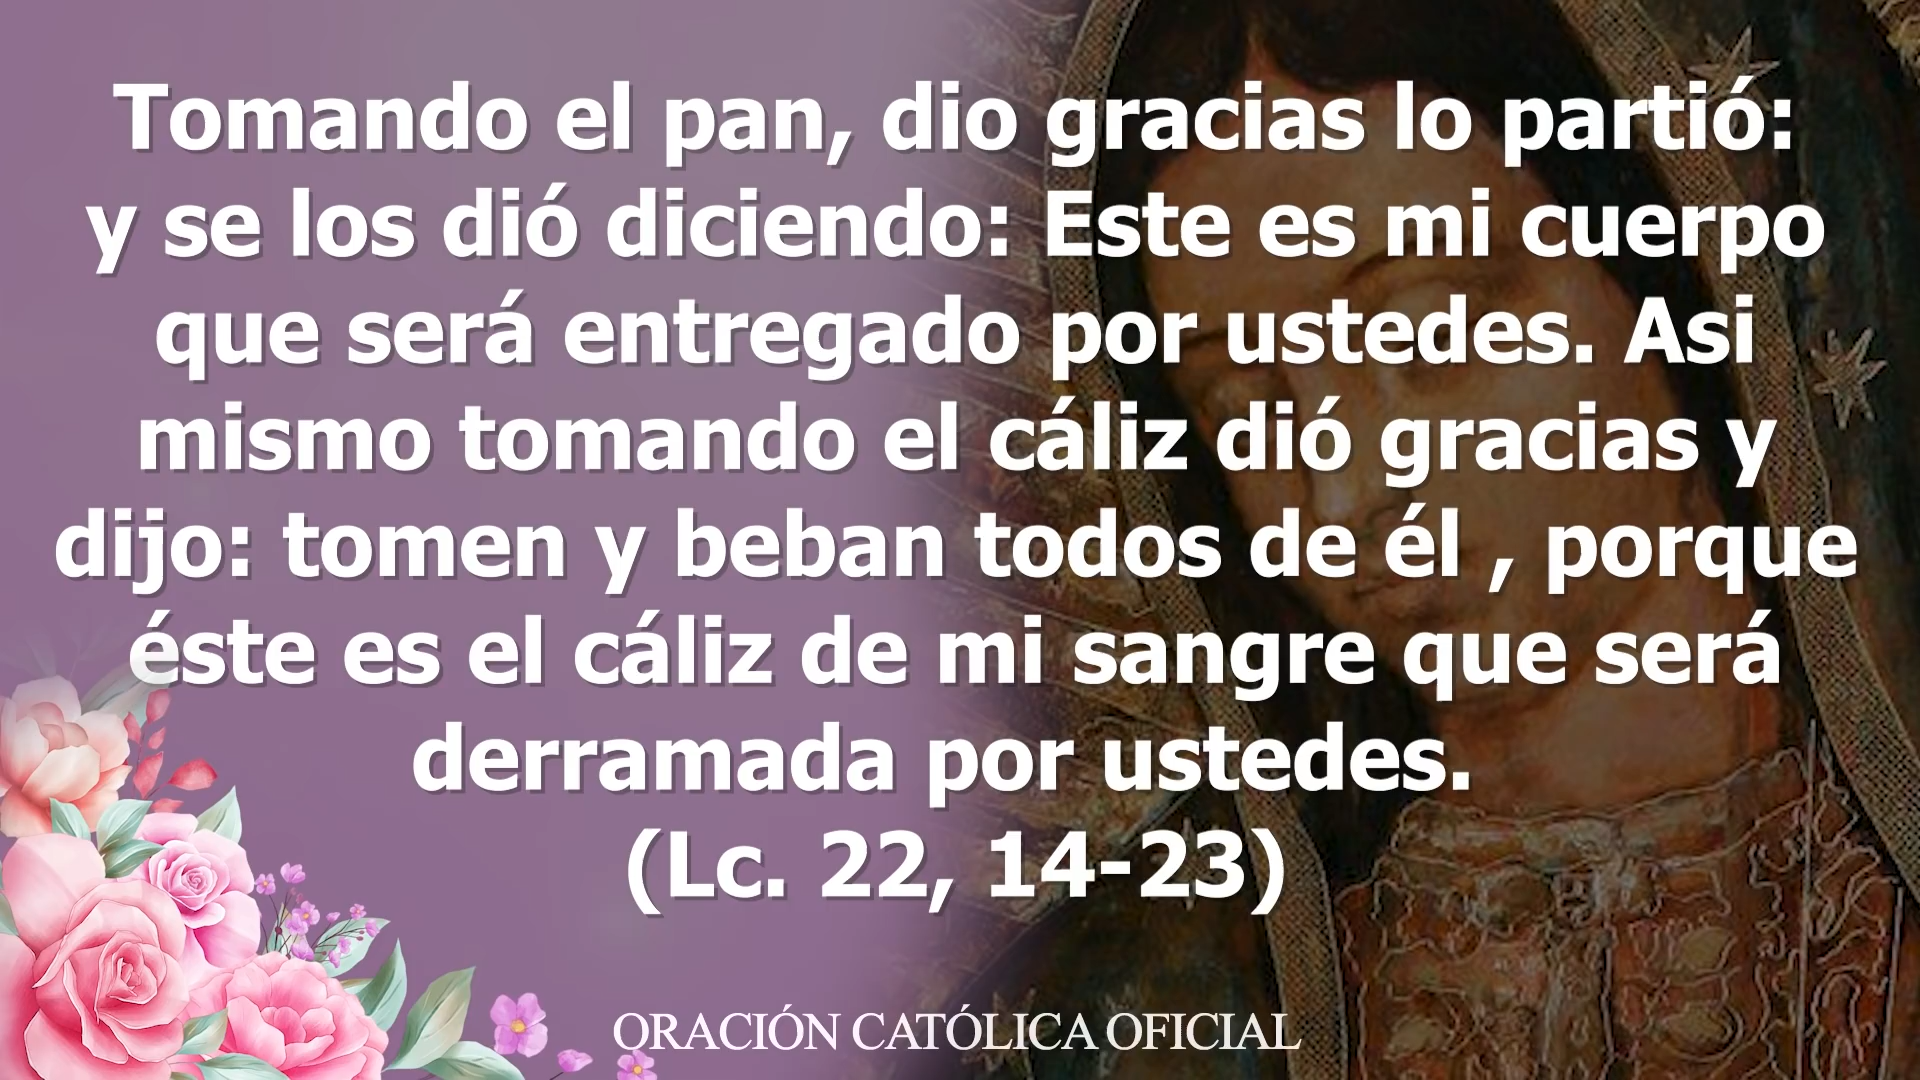 Tomando el pan, dio gracias lo partió:
y se los dió diciendo: Este es mi cuerpo
que será entregado por ustedes. Asi
mismo tomando el cáliz dió gracias y
dijo: tomen y beban todos de él , porque
éste es el cáliz de mi sangre que será
derramada por ustedes.
(Lc. 22, 14-23)
ORACIÓN CATÓLICA OFICIAL